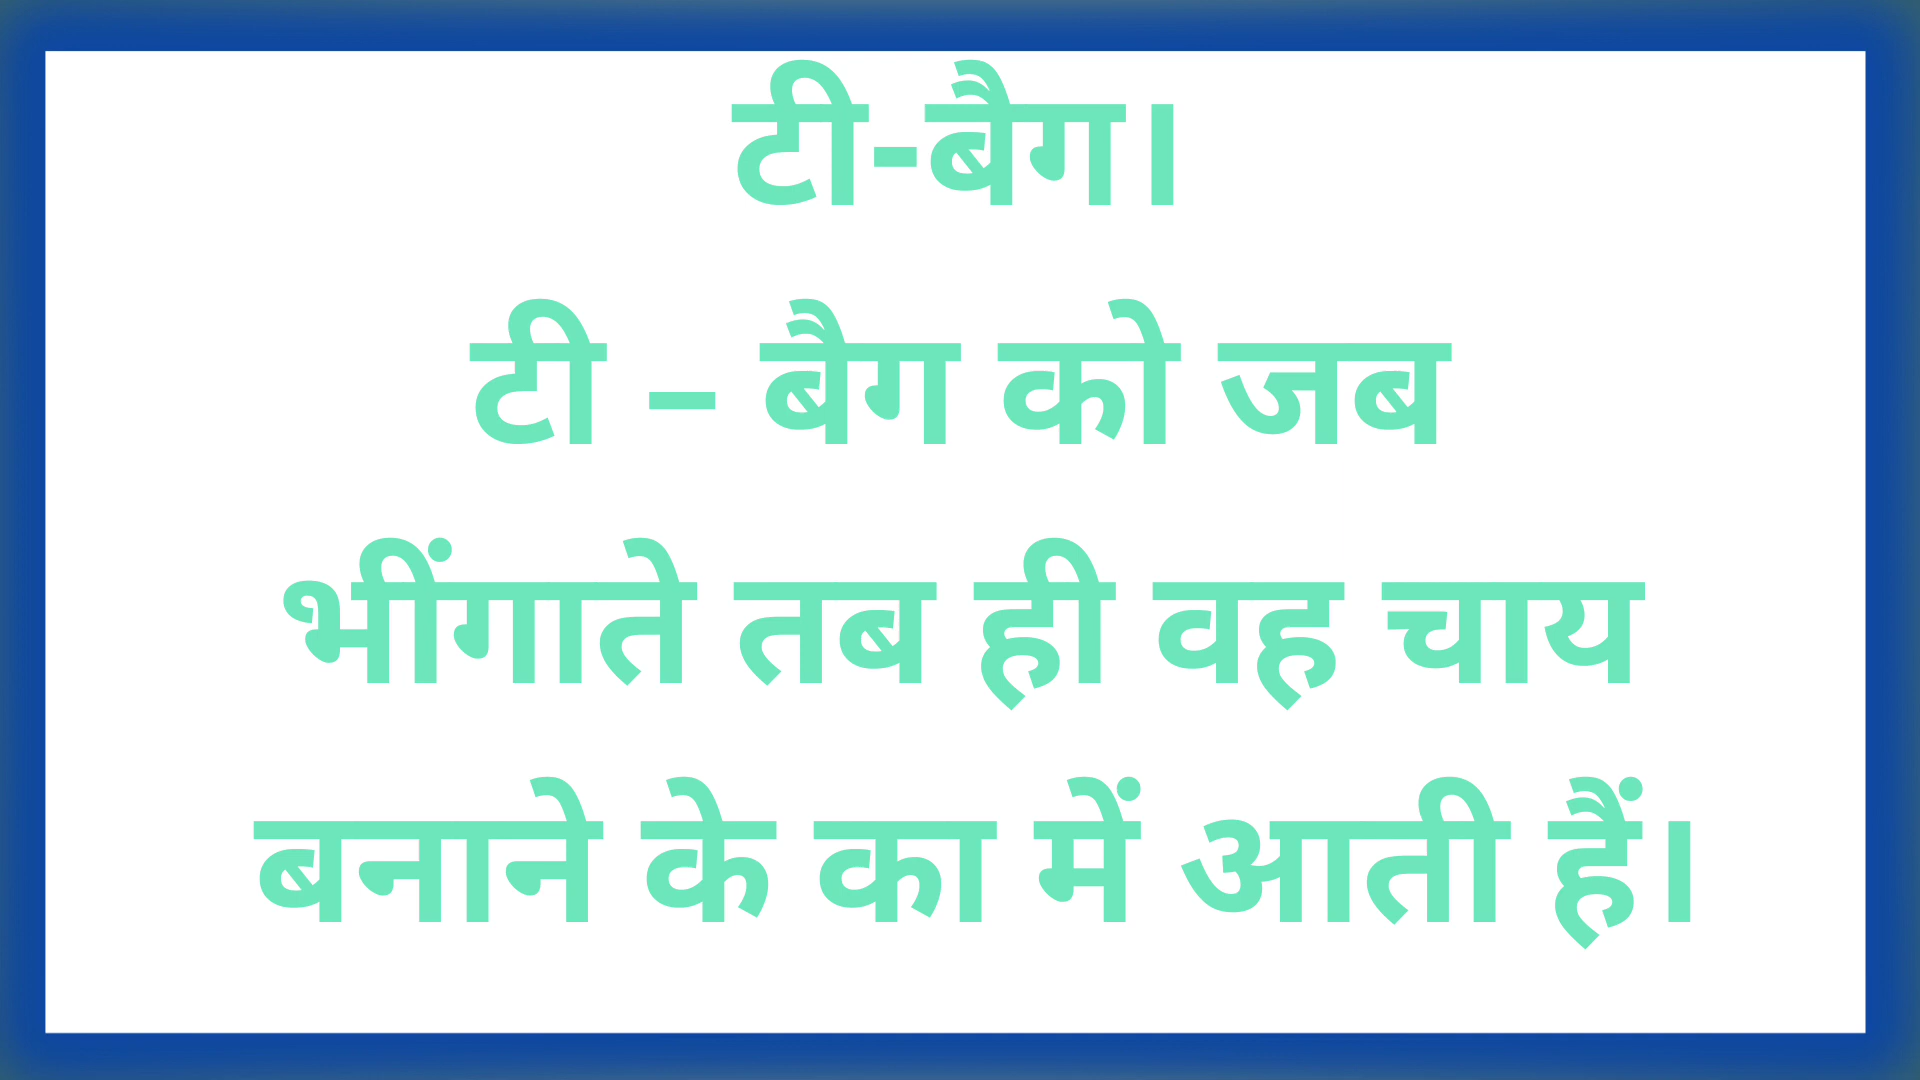 टी-बैग।
टी – बैग को जब
भींगाते तब ही वह चाय
बनाने के का में आती हैं।